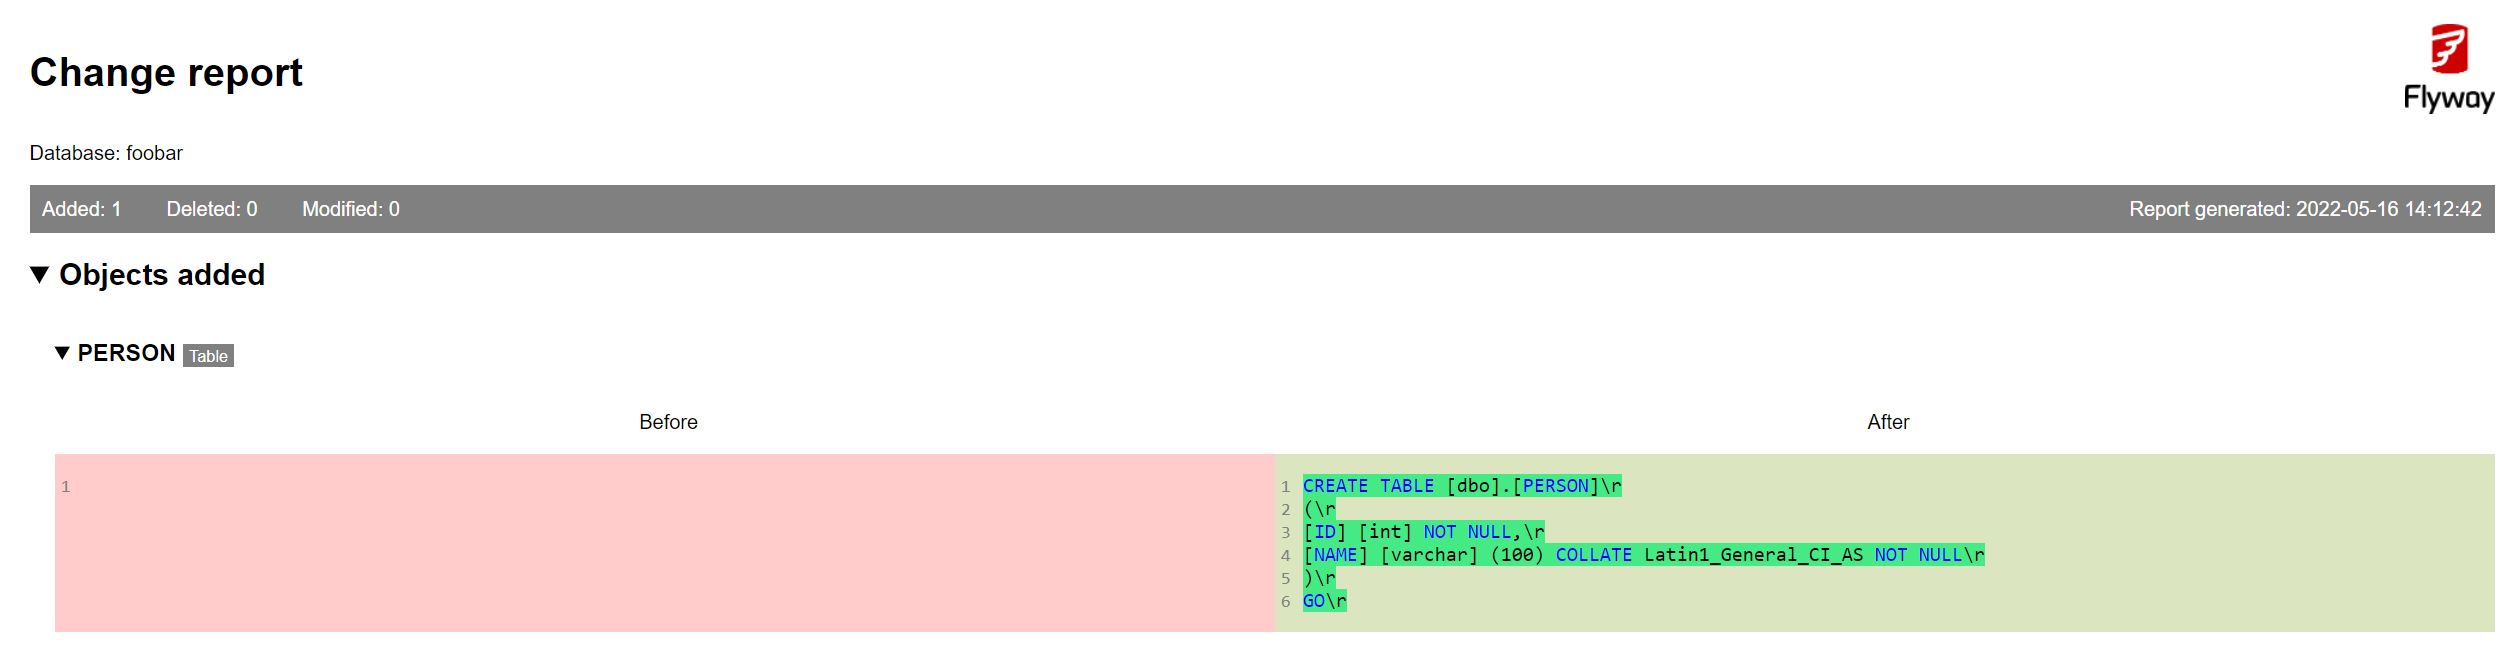 Change report
Flyway
Database: foobar
Added: 1 Deleted: 0 Modified: 0 Report generated: 2022-05-16 14:12:42
Objects added
PERSON Table
Before After
1
1 CREATE TABLE [dbo].[PERSON]\r
2 (\r
3 [ID] [int] NOT NULL,\r
4 [NAME] [varchar] (100) COLLATE Latin1_General_CI_AS NOT NULL\r
5 )\r
6 GO\r